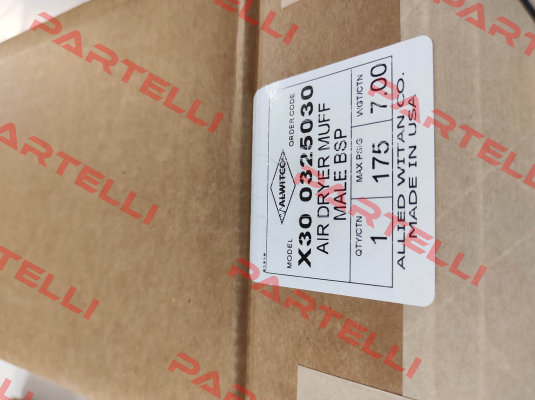 ALWITCO
MODEL ORDER CODE
X30 0325030
AIR DRYER MUFF
MALE BSP
QTY/CTN MAX PSIG WGT/CTN
1 175 7.00
ALLIED WITAN CO.
MADE IN USA
PARTELLI
PARTELLI
PARTELLI
PARTELLI
PARTELLI
PARTELLI